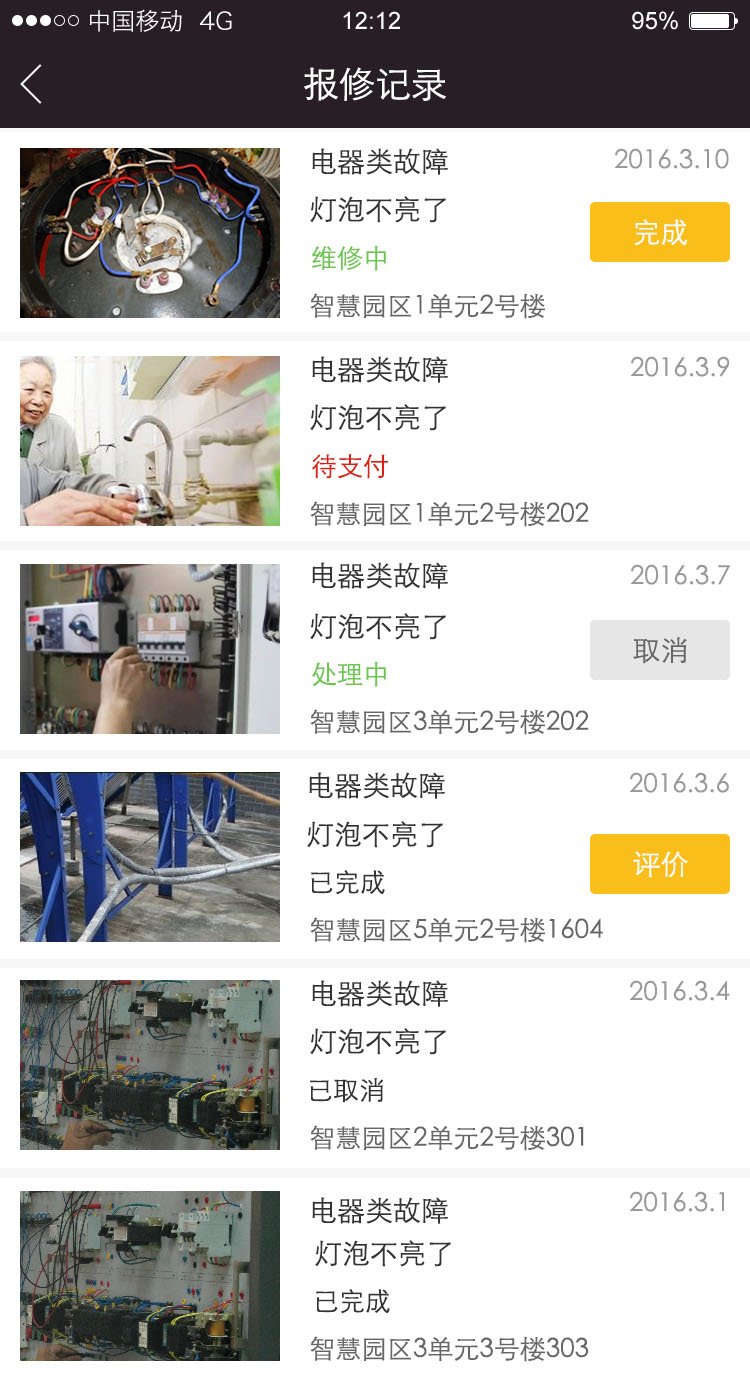 中国移动 4G 12:12 95%
报修记录
电器类故障 2016.3.10
灯泡不亮了
完成
维修中
智慧园区1单元2号楼
电器类故障 2016.3.9
灯泡不亮了
待支付
智慧园区1单元2号楼202
电器类故障 2016.3.7
灯泡不亮了
取消
处理中
智慧园区3单元2号楼202
电器类故障 2016.3.6
灯泡不亮了
评价
已完成
智慧园区5单元2号楼1604
电器类故障 2016.3.4
灯泡不亮了
已取消
智慧园区2单元2号楼301
电器类故障 2016.3.1
灯泡不亮了
已完成
智慧园区3单元3号楼303